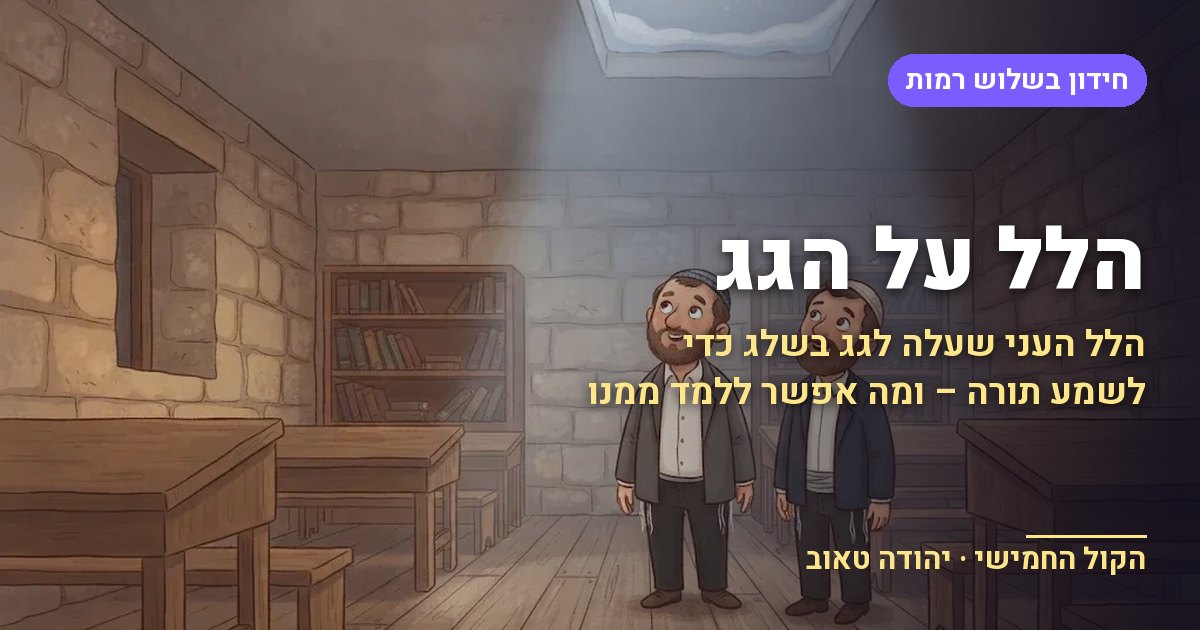 חידון בשלוש רמות
הלל על הגג
הלל העני שעלה לגג בשלג כדי
לשמע תורה – ומה אפשר ללמד ממנו
הקול החמישי · יהודה טאוב